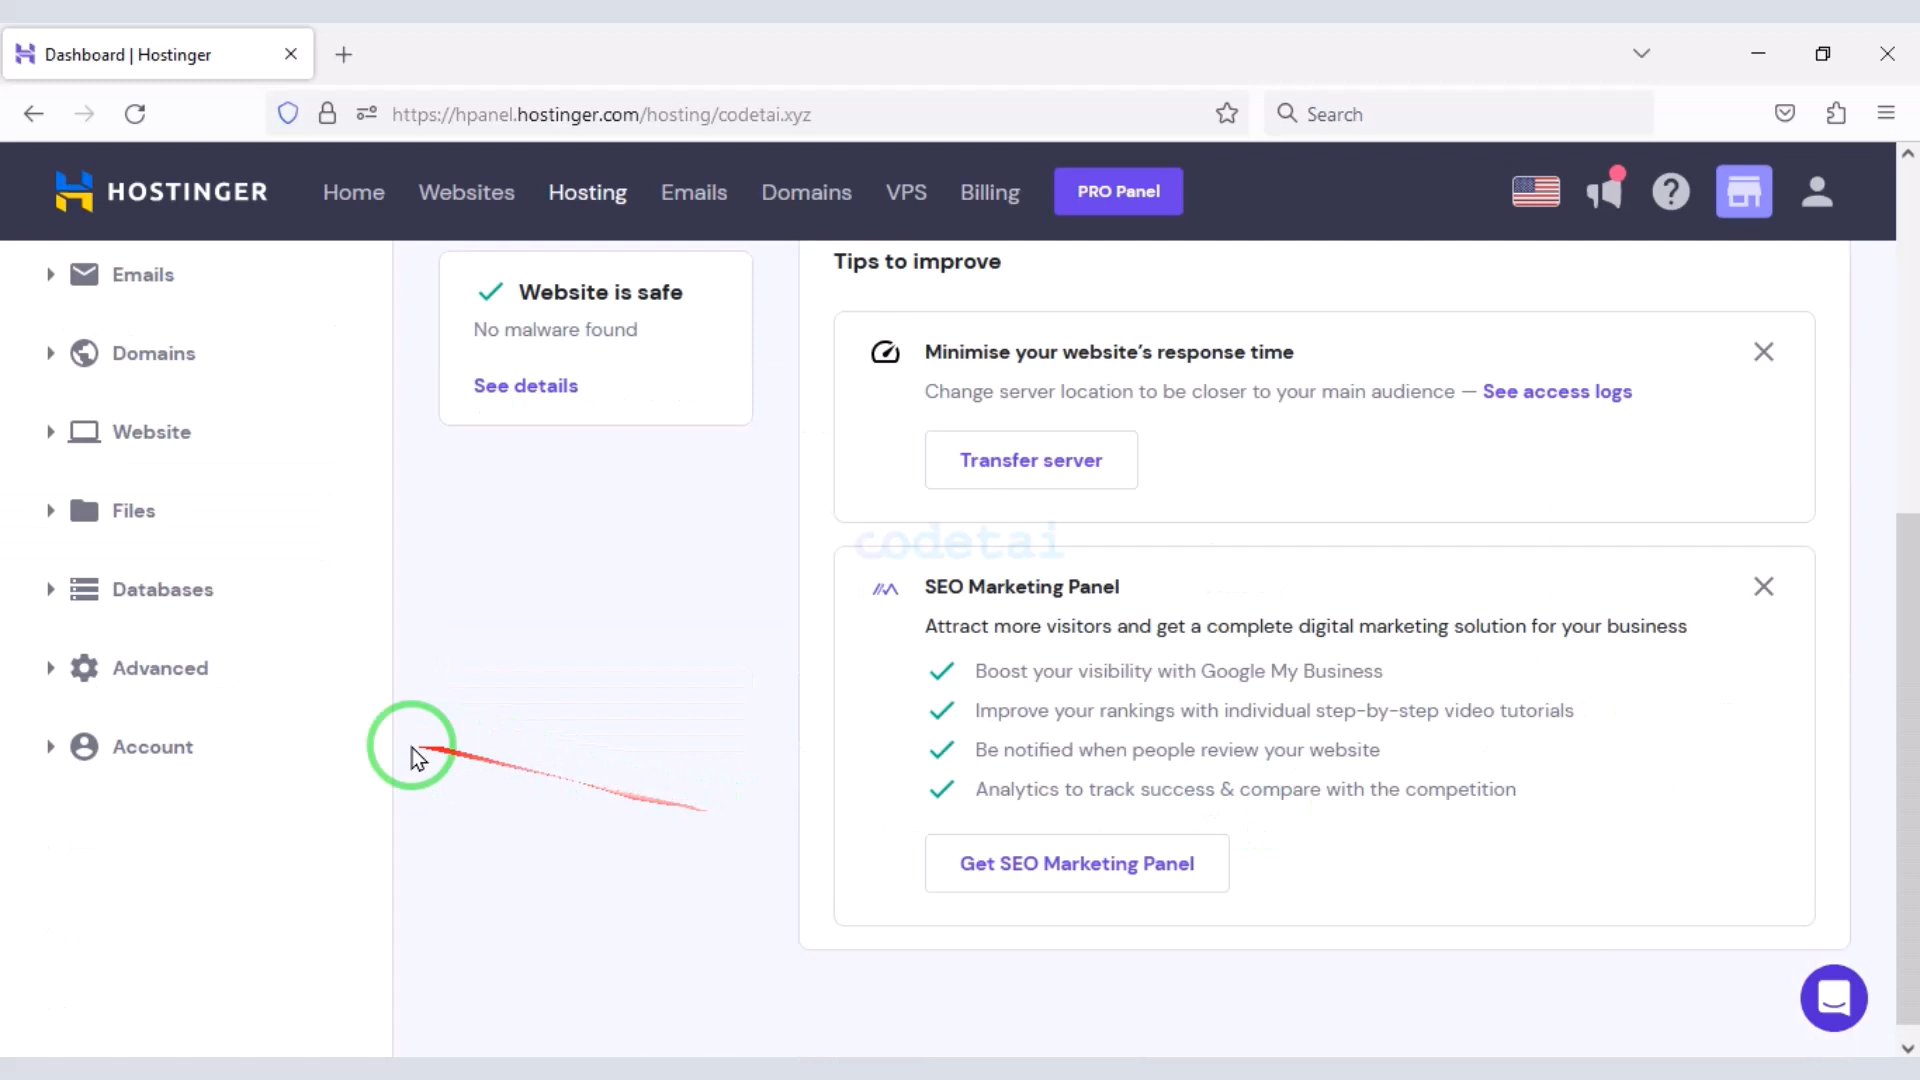 Dashboard | Hostinger
https://hpanel.hostinger.com/hosting/codetai.xyz
Search
HOSTINGER
Home
Websites
Hosting
Emails
Domains
VPS
Billing
PRO Panel
Emails
Domains
Website
Files
Databases
Advanced
Account
Website is safe
No malware found
See details
Tips to improve
Minimise your website’s response time
Change server location to be closer to your main audience — See access logs
Transfer server
codetai
SEO Marketing Panel
Attract more visitors and get a complete digital marketing solution for your business
Boost your visibility with Google My Business
Improve your rankings with individual step-by-step video tutorials
Be notified when people review your website
Analytics to track success & compare with the competition
Get SEO Marketing Panel